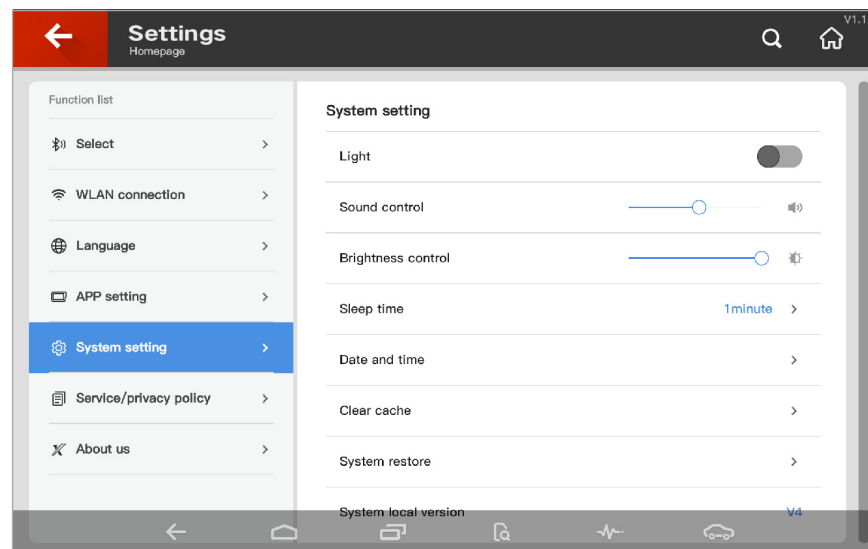 V1.1
Settings
Homepage
Function list
Select
WLAN connection
Language
APP setting
System setting
Service/privacy policy
About us
System setting
Light
Sound control
Brightness control
Sleep time 1minute
Date and time
Clear cache
System restore
System local version V4